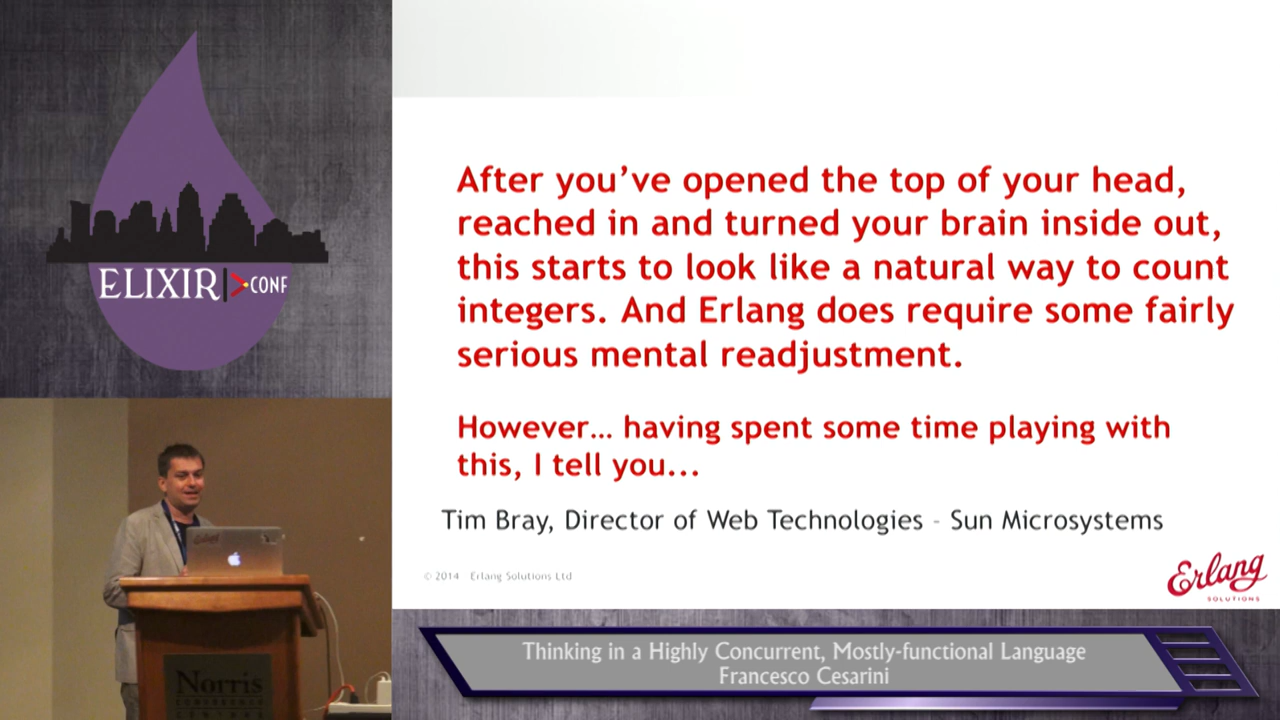 ELIXIR|>CONF
After you've opened the top of your head,
reached in and turned your brain inside out,
this starts to look like a natural way to count
integers. And Erlang does require some fairly
serious mental readjustment.
However... having spent some time playing with
this, I tell you...
Tim Bray, Director of Web Technologies - Sun Microsystems
© 2014 Erlang Solutions Ltd
Erlang
SOLUTIONS
Erlang
Norris
CONFERENCE
CENTERS
Thinking in a Highly Concurrent, Mostly-functional Language
Francesco Cesarini